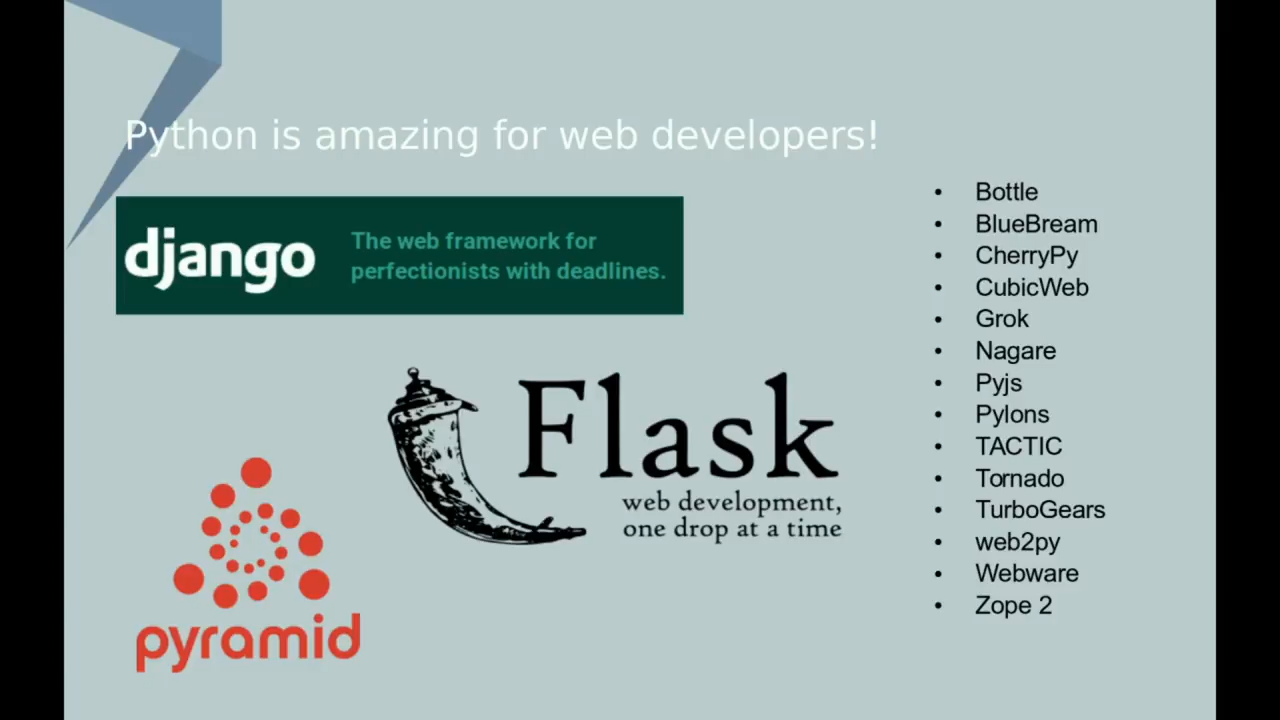 Python is amazing for web developers!
django
The web framework for
perfectionists with deadlines.
Flask
web development,
one drop at a time
pyramid
• Bottle
• BlueBream
• CherryPy
• CubicWeb
• Grok
• Nagare
• Pyjs
• Pylons
• TACTIC
• Tornado
• TurboGears
• web2py
• Webware
• Zope 2